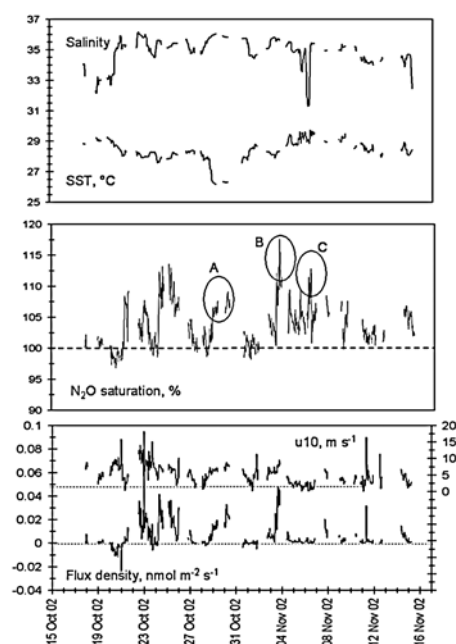 37
35
33
31
29
27
25
Salinity
SST, °C
120
115
110
105
100
95
90
A
B
C
N₂O saturation, %
0.1
0.08
0.06
0.04
0.02
0
-0.02
-0.04
20
15
10
5
0
u10, m s⁻¹
Flux density, nmol m⁻² s⁻¹
15 Oct 02
19 Oct 02
23 Oct 02
27 Oct 02
31 Oct 02
04 Nov 02
08 Nov 02
12 Nov 02
16 Nov 02